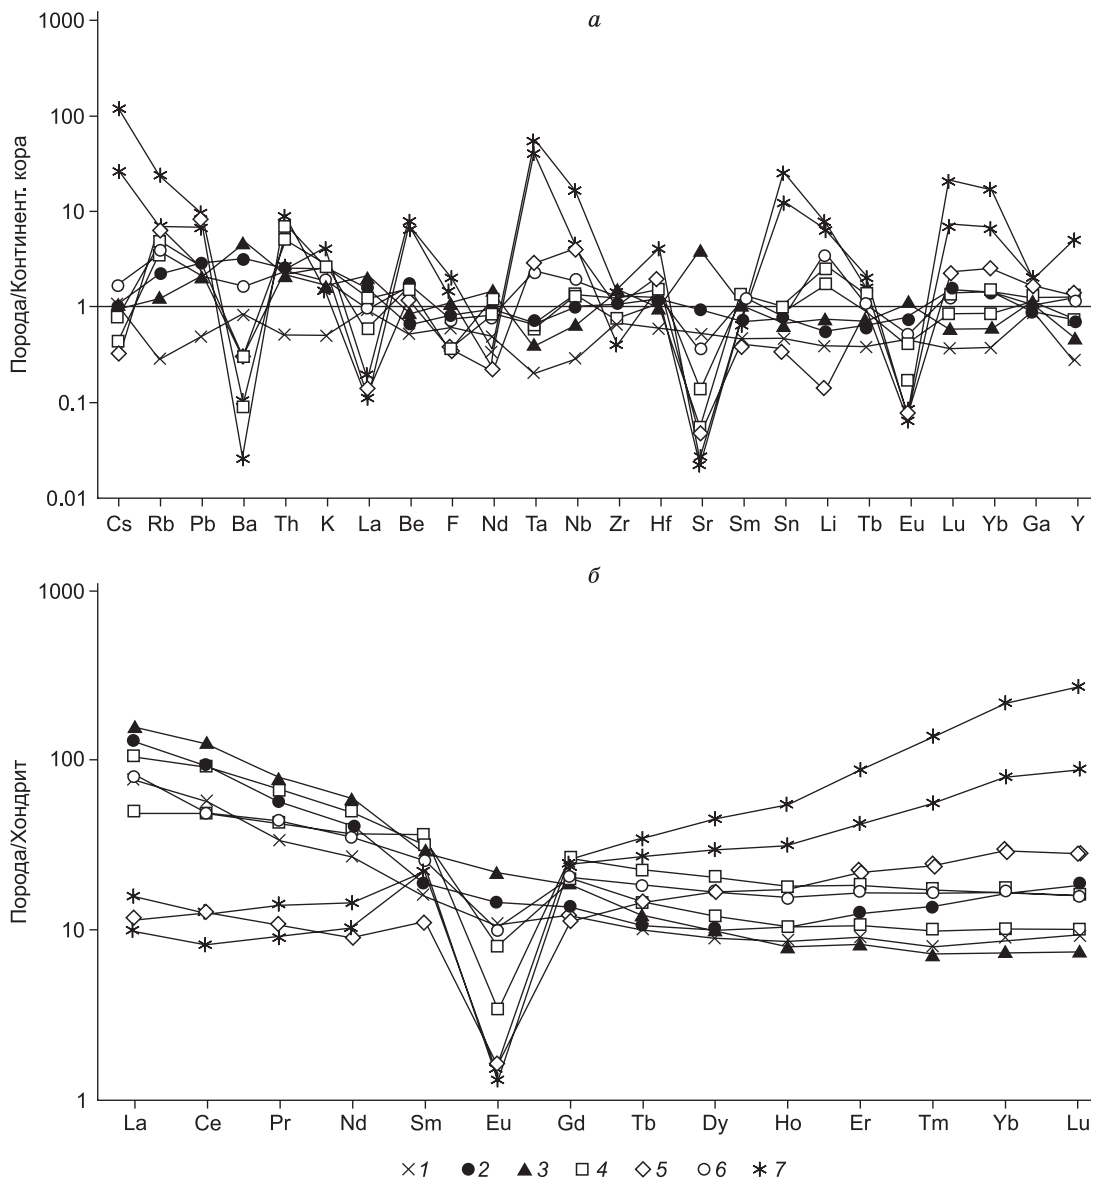 а
1000
100
10
1
0.1
0.01
Порода/Континент. кора
Cs Rb Pb Ba Th K La Be F Nd Ta Nb Zr Hf Sr Sm Sn Li Tb Eu Lu Yb Ga Y
б
1000
100
10
1
Порода/Хондрит
La Ce Pr Nd Sm Eu Gd Tb Dy Ho Er Tm Yb Lu
1 2 3 4 5 6 7